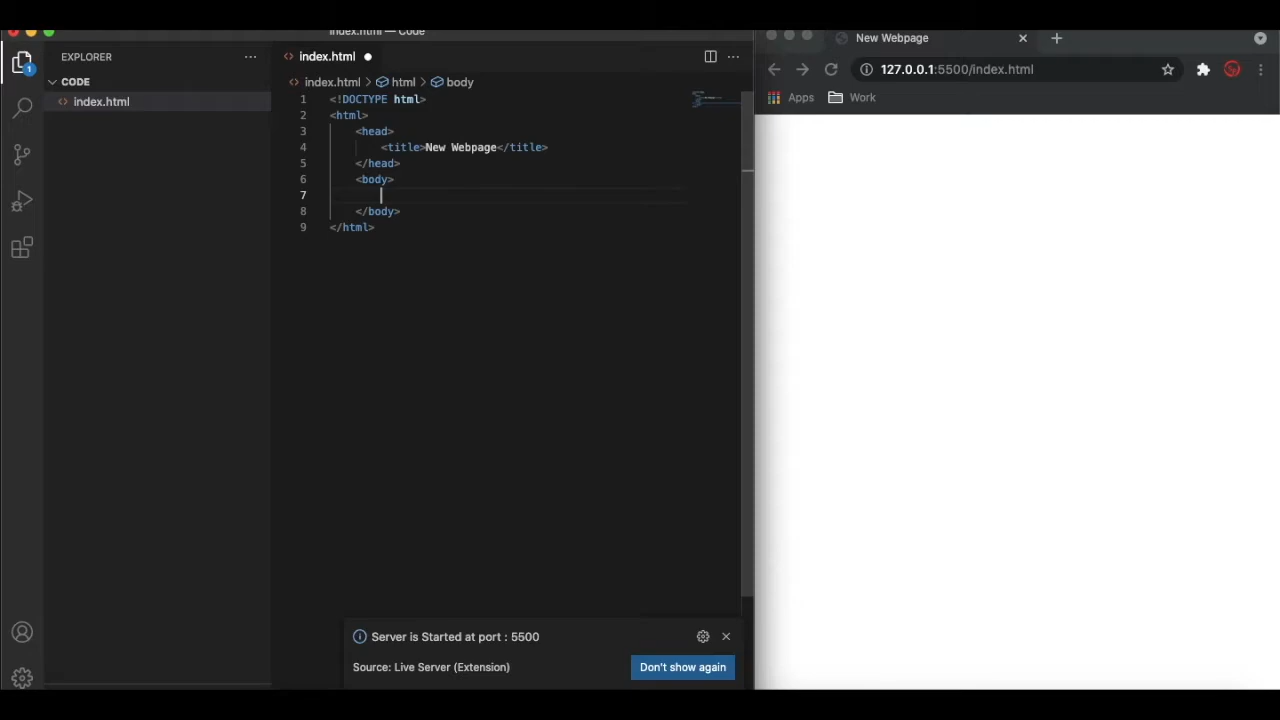 index.html — Code
EXPLORER
CODE
index.html
1
index.html
index.html > html > body
1 <!DOCTYPE html>
2 <html>
3 <head>
4 <title>New Webpage</title>
5 </head>
6 <body>
7
8 </body>
9 </html>
Server is Started at port : 5500
Source: Live Server (Extension)
Don't show again
New Webpage
127.0.0.1:5500/index.html
Apps
Work